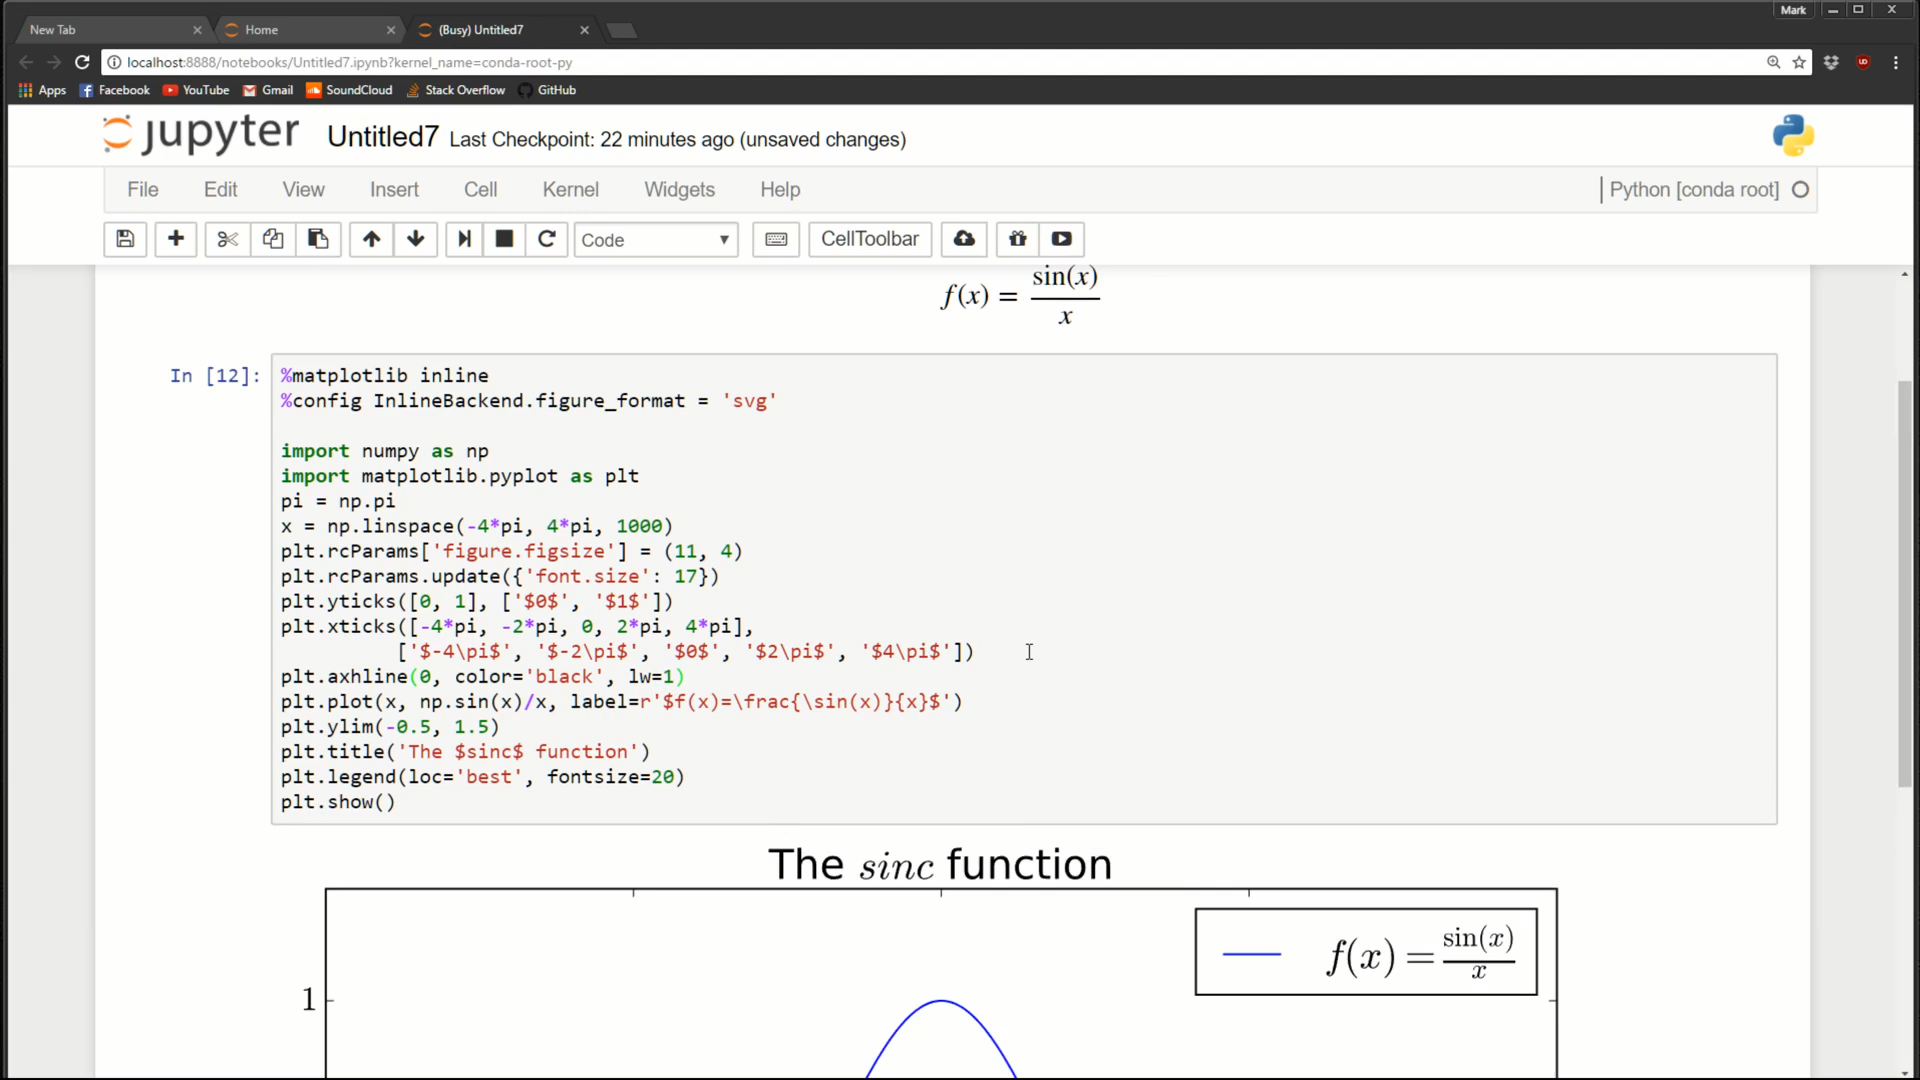 Mark
New Tab
Home
(Busy) Untitled7
localhost:8888/notebooks/Untitled7.ipynb?kernel_name=conda-root-py
Apps Facebook YouTube Gmail SoundCloud Stack Overflow GitHub
jupyter Untitled7 Last Checkpoint: 22 minutes ago (unsaved changes)
File Edit View Insert Cell Kernel Widgets Help Python [conda root]
Code CellToolbar
f(x) = sin(x)/x
In [12]:
%matplotlib inline
%config InlineBackend.figure_format = 'svg'
import numpy as np
import matplotlib.pyplot as plt
pi = np.pi
x = np.linspace(-4*pi, 4*pi, 1000)
plt.rcParams['figure.figsize'] = (11, 4)
plt.rcParams.update({'font.size': 17})
plt.yticks([0, 1], ['$0$', '$1$'])
plt.xticks([-4*pi, -2*pi, 0, 2*pi, 4*pi],
['$-4\pi$', '$-2\pi$', '$0$', '$2\pi$', '$4\pi$'])
plt.axhline(0, color='black', lw=1)
plt.plot(x, np.sin(x)/x, label=r'$f(x)=\frac{\sin(x)}{x}$')
plt.ylim(-0.5, 1.5)
plt.title('The $sinc$ function')
plt.legend(loc='best', fontsize=20)
plt.show()
The sinc function
f(x) = sin(x)/x
1